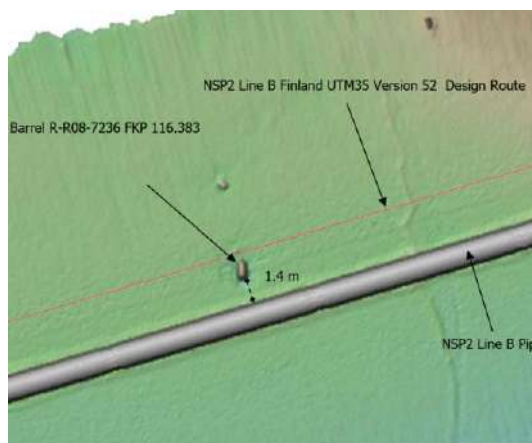 NSP2 Line B Finland UTM35 Version 52 Design Route
Barrel R-R08-7236 FKP 116.383
1.4 m
NSP2 Line B Pip